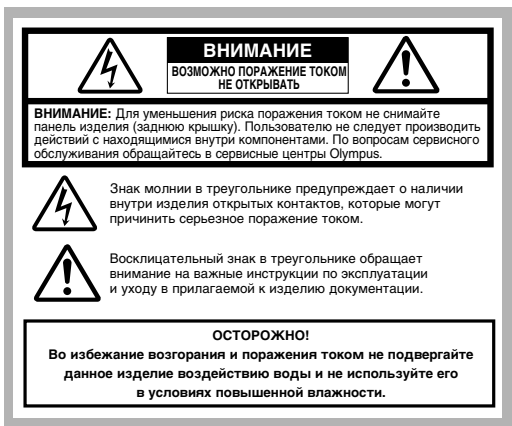 ВНИМАНИЕ
ВОЗМОЖНО ПОРАЖЕНИЕ ТОКОМ
НЕ ОТКРЫВАТЬ
ВНИМАНИЕ: Для уменьшения риска поражения током не снимайте
панель изделия (заднюю крышку). Пользователю не следует производить
действий с находящимися внутри компонентами. По вопросам сервисного
обслуживания обращайтесь в сервисные центры Olympus.
Знак молнии в треугольнике предупреждает о наличии
внутри изделия открытых контактов, которые могут
причинить серьезное поражение током.
Восклицательный знак в треугольнике обращает
внимание на важные инструкции по эксплуатации
и уходу в прилагаемой к изделию документации.
ОСТОРОЖНО!
Во избежание возгорания и поражения током не подвергайте
данное изделие воздействию воды и не используйте его
в условиях повышенной влажности.